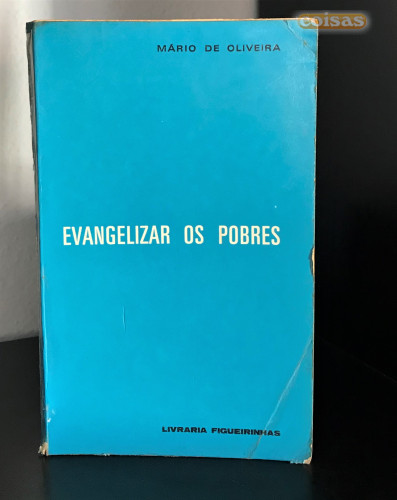 coisas
MÁRIO DE OLIVEIRA
EVANGELIZAR OS POBRES
LIVRARIA FIGUEIRINHAS